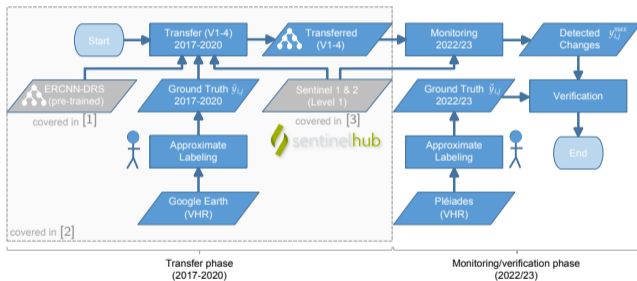 Start
Transfer (V1-4)
2017-2020
Transferred
(V1-4)
Monitoring
2022/23
Detected
Changes
y_{i,j}^{max}
ERCNN-DRS
(pre-trained)
covered in [1]
Ground Truth ŷ_{i,j}
2017-2020
Sentinel 1 & 2
(Level 1)
covered in [3]
Ground Truth ỹ_{i,j}
2022/23
Verification
sentinelhub
Approximate
Labeling
Approximate
Labeling
End
Google Earth
(VHR)
Pléiades
(VHR)
covered in [2]
Transfer phase
(2017-2020)
Monitoring/verification phase
(2022/23)